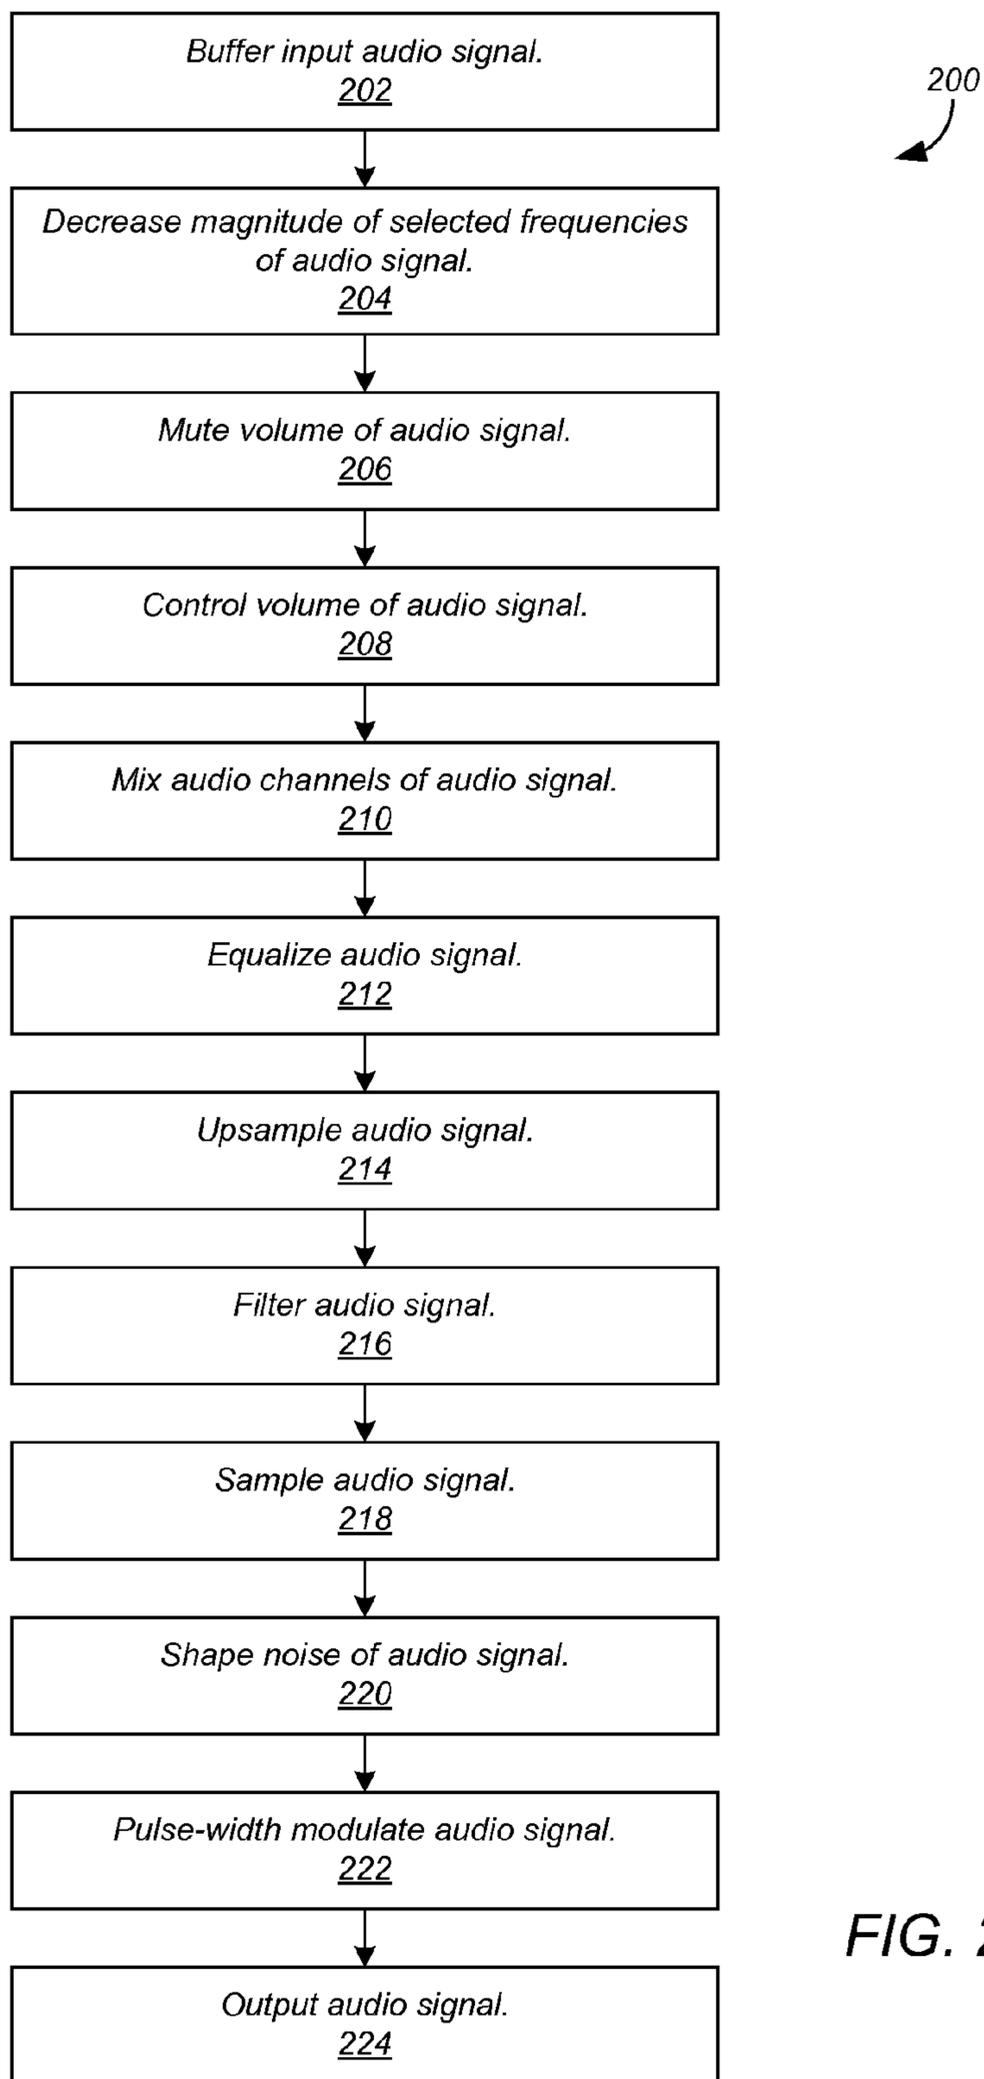 Buffer input audio signal.
202
200
Decrease magnitude of selected frequencies
of audio signal.
204
Mute volume of audio signal.
206
Control volume of audio signal.
208
Mix audio channels of audio signal.
210
Equalize audio signal.
212
Upsample audio signal.
214
Filter audio signal.
216
Sample audio signal.
218
Shape noise of audio signal.
220
Pulse-width modulate audio signal.
222
FIG. 2
Output audio signal.
224